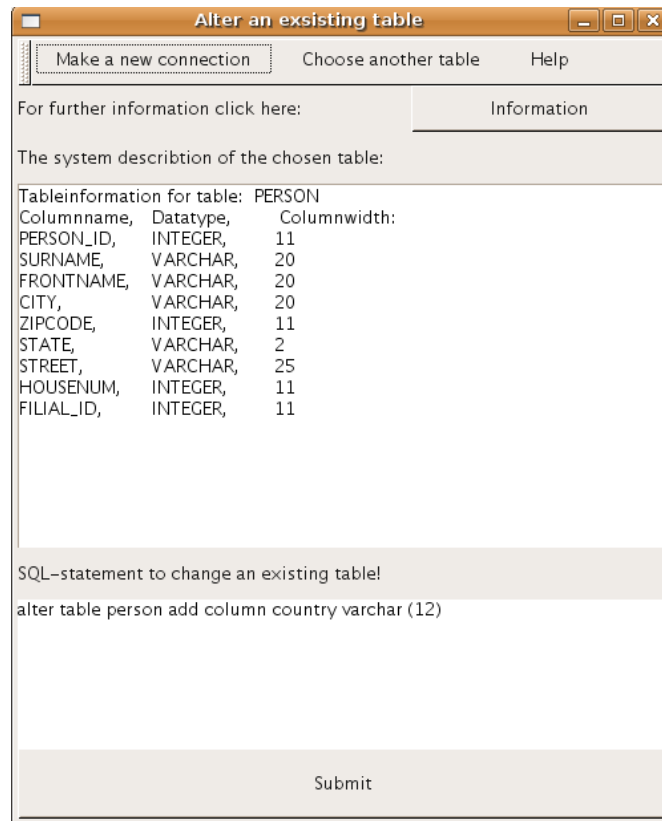 Alter an exsisting table
Make a new connection Choose another table Help
For further information click here: Information
The system describtion of the chosen table:
Tableinformation for table: PERSON
Columnname, Datatype, Columnwidth:
PERSON_ID, INTEGER, 11
SURNAME, VARCHAR, 20
FRONTNAME, VARCHAR, 20
CITY, VARCHAR, 20
ZIPCODE, INTEGER, 11
STATE, VARCHAR, 2
STREET, VARCHAR, 25
HOUSENUM, INTEGER, 11
FILIAL_ID, INTEGER, 11
SQL-statement to change an existing table!
alter table person add column country varchar (12)
Submit